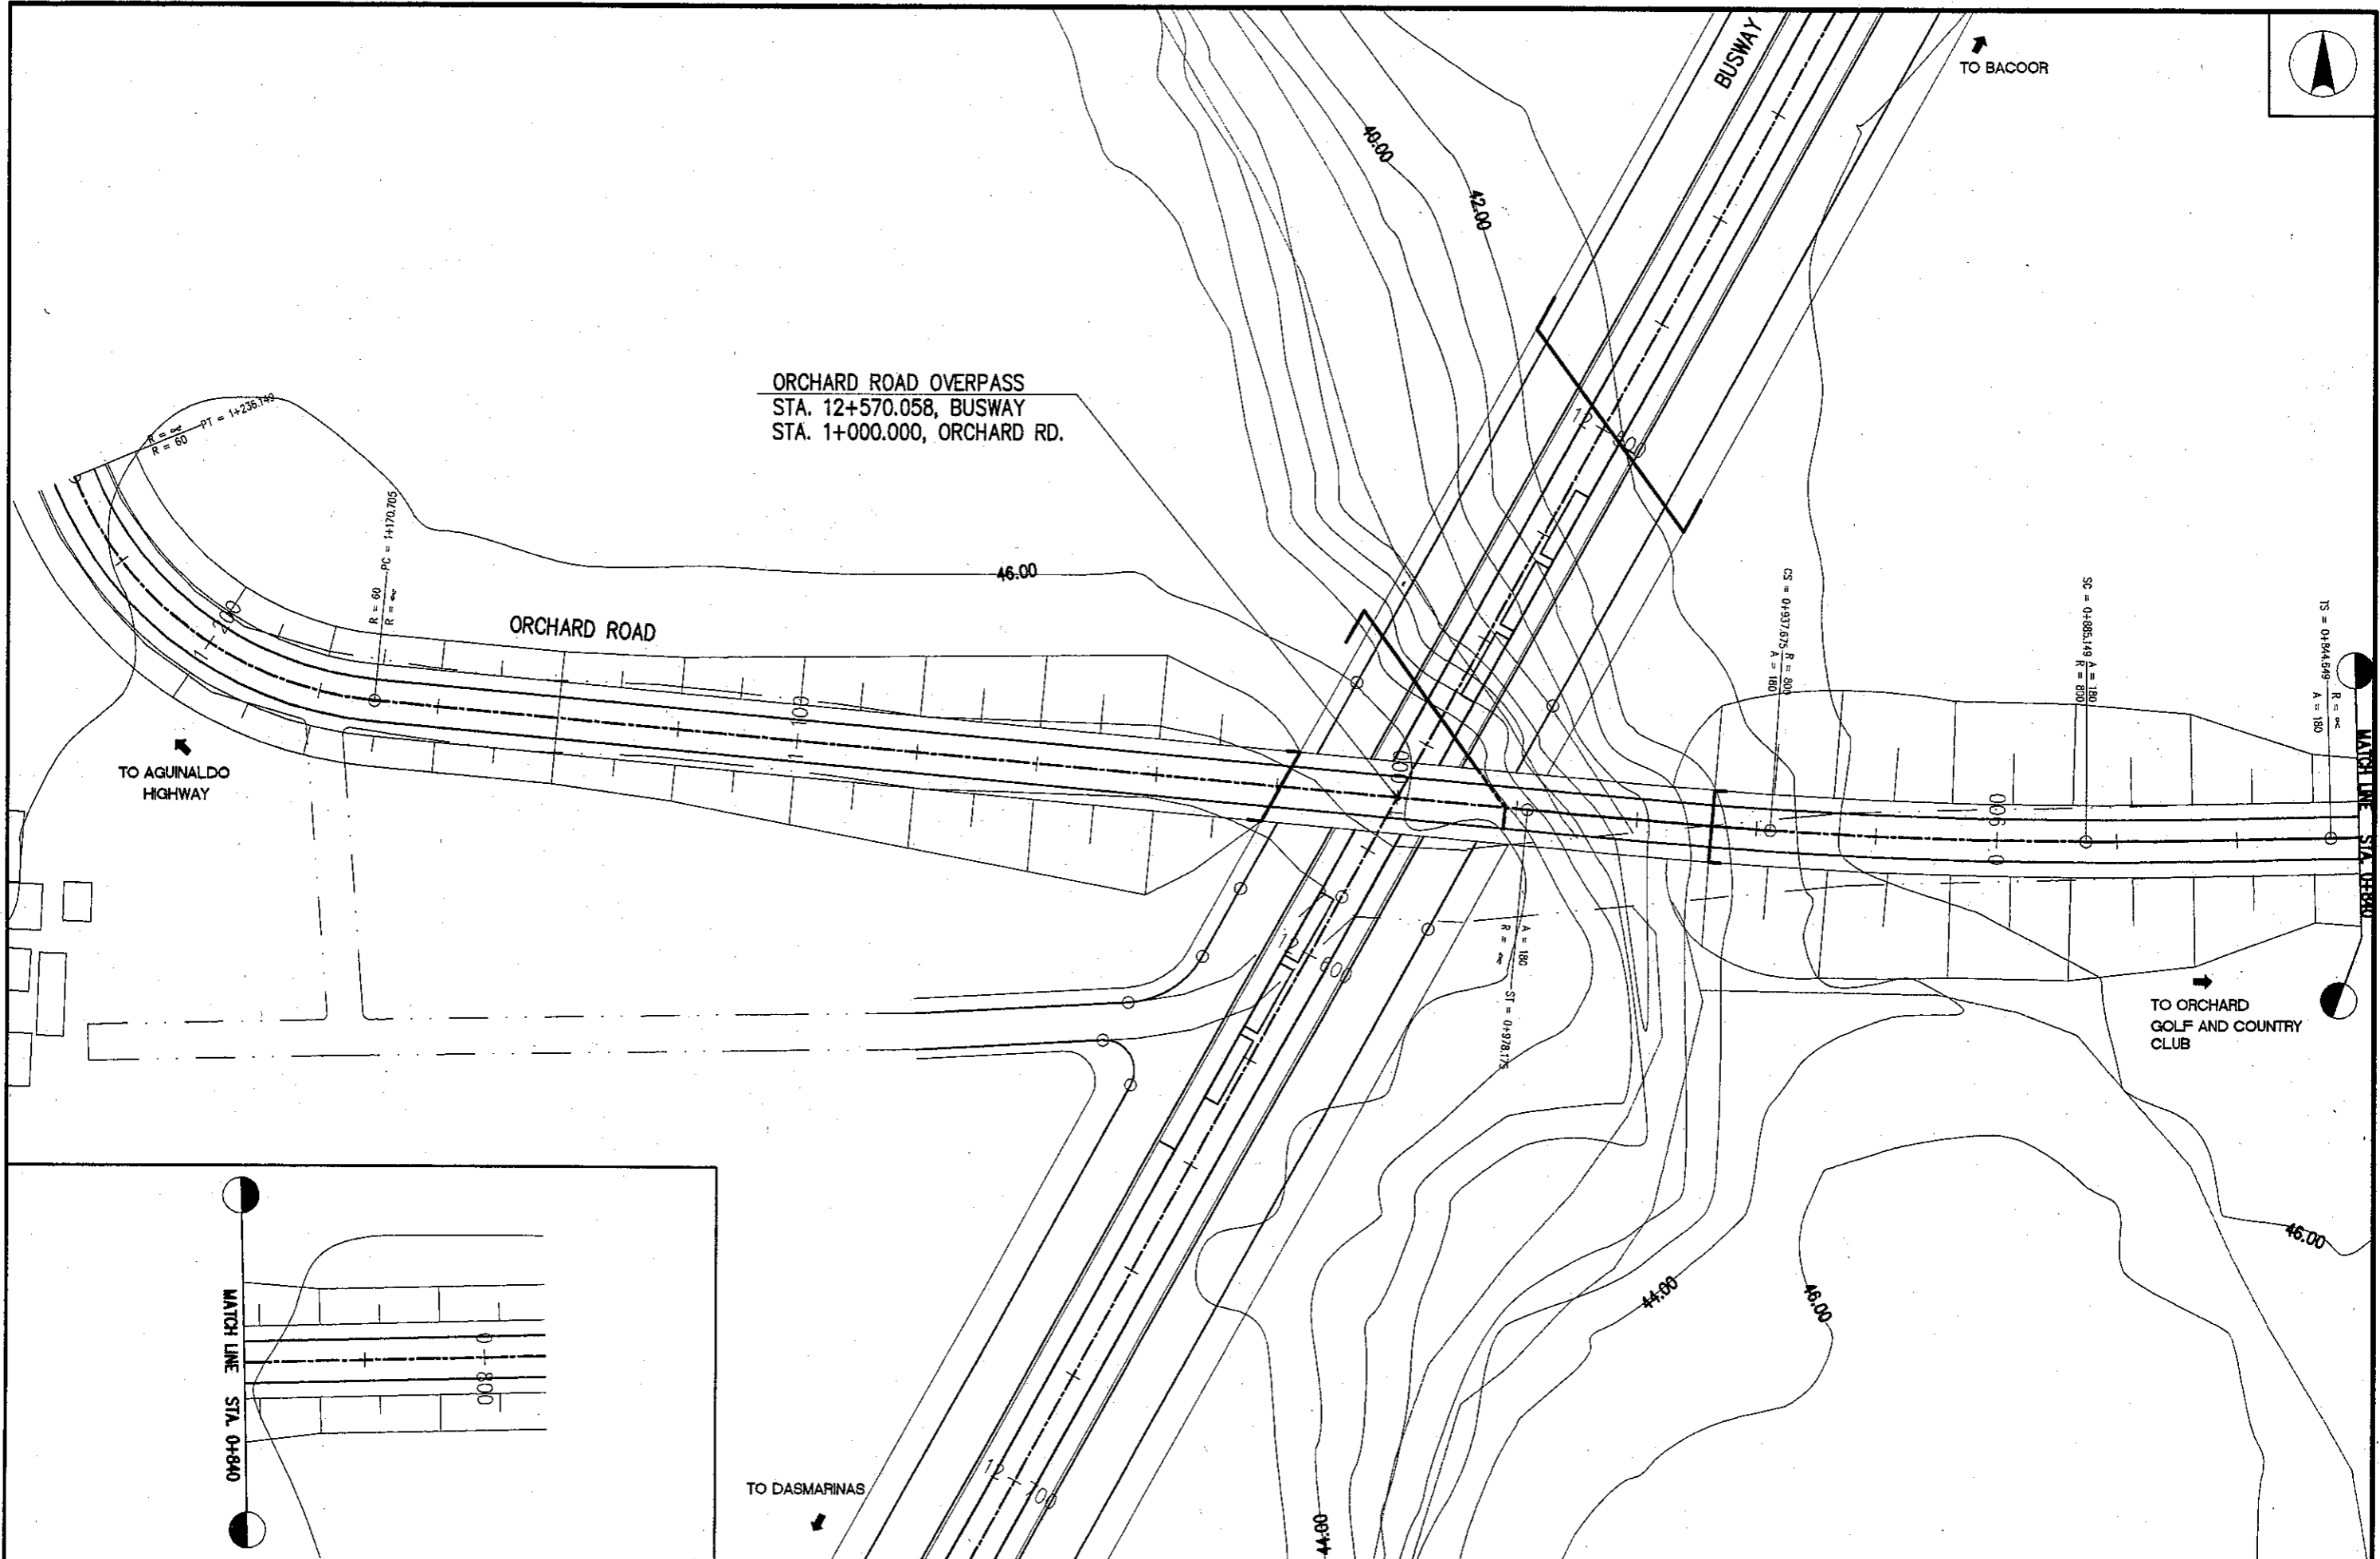 BUSWAY
TO BACOOR
40.00
42.00
ORCHARD ROAD OVERPASS
STA. 12+570.058, BUSWAY
STA. 1+000.000, ORCHARD RD.
PT = 1+236.149
R = ∞
R = 60
PC = 1+170.705
R = 60
R = ∞
46.00
ORCHARD ROAD
CS = 0+937.675
R = 800
A = 180
SC = 0+885.149
A = 180
R = 800
TS = 0+844.649
R = ∞
A = 180
MATCH LINE STA. 0+840
TO AGUINALDO
HIGHWAY
1 100
0 900
12 600
A = 180
R = ∞
ST = 0+978.175
TO ORCHARD
GOLF AND COUNTRY
CLUB
MATCH LINE STA. 0+840
0 800
46.00
44.00
46.00
TO DASMARINAS
12 700
44.00